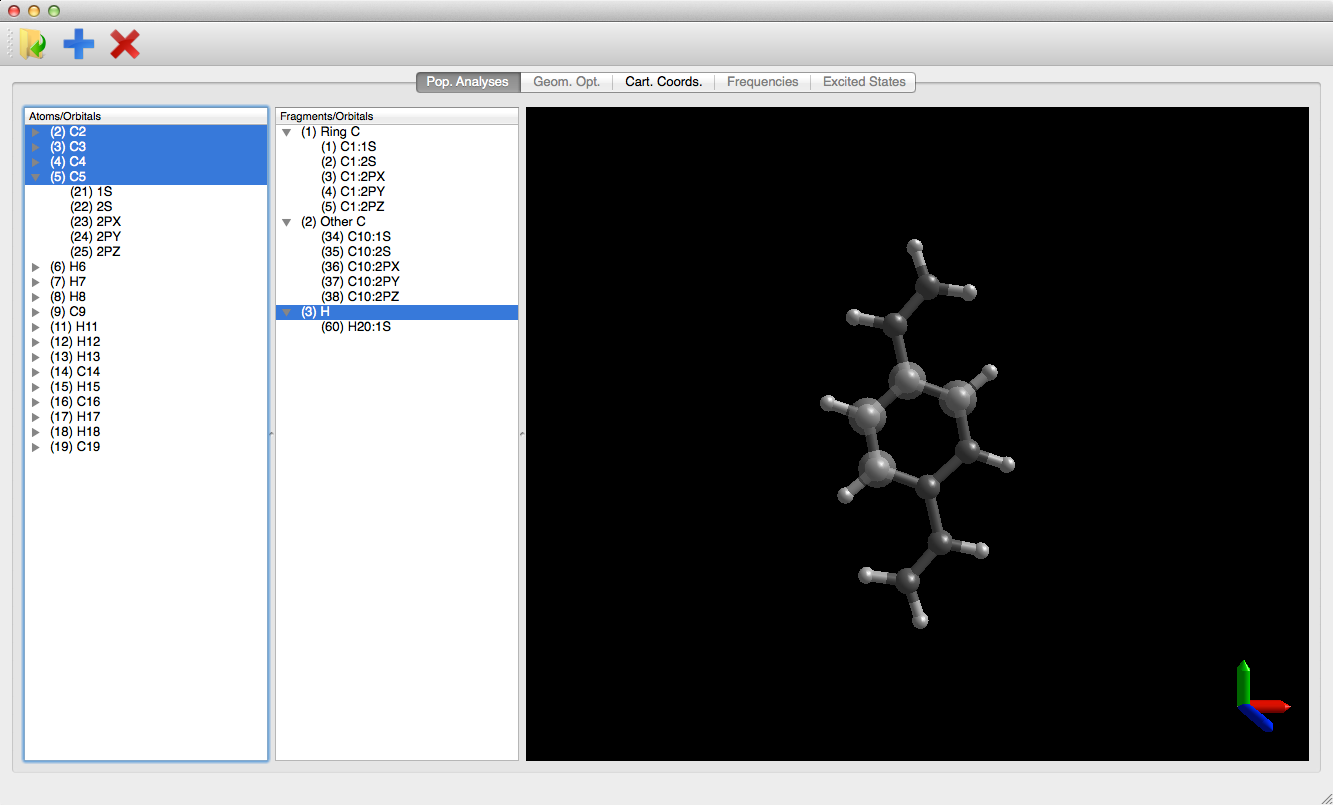 Pop. Analyses Geom. Opt. Cart. Coords. Frequencies Excited States
Atoms/Orbitals
(2) C2
(3) C3
(4) C4
(5) C5
(21) 1S
(22) 2S
(23) 2PX
(24) 2PY
(25) 2PZ
(6) H6
(7) H7
(8) H8
(9) C9
(11) H11
(12) H12
(13) H13
(14) C14
(15) H15
(16) C16
(17) H17
(18) H18
(19) C19
Fragments/Orbitals
(1) Ring C
(1) C1:1S
(2) C1:2S
(3) C1:2PX
(4) C1:2PY
(5) C1:2PZ
(2) Other C
(34) C10:1S
(35) C10:2S
(36) C10:2PX
(37) C10:2PY
(38) C10:2PZ
(3) H
(60) H20:1S